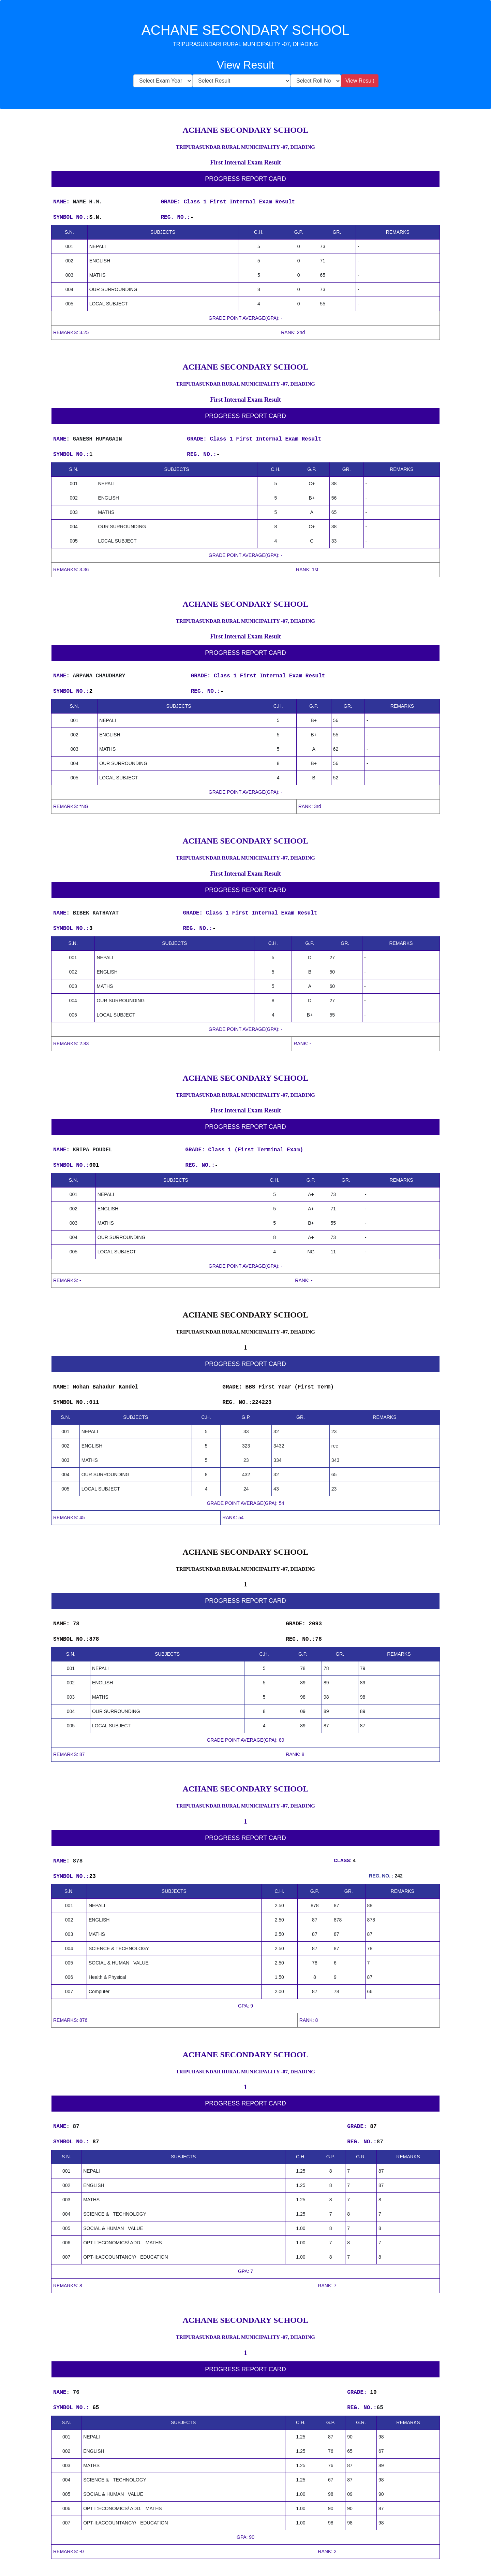 ACHANE SECONDARY SCHOOL
TRIPURASUNDARI RURAL MUNICIPALITY -07, DHADING
View Result
Select Exam Year Select Result Select Roll No View Result
ACHANE SECONDARY SCHOOL
TRIPURASUNDAR RURAL MUNICIPALITY -07, DHADING
First Internal Exam Result
PROGRESS REPORT CARD
NAME: NAME H.M. GRADE: Class 1 First Internal Exam Result
SYMBOL NO.:S.N. REG. NO.:-
S.N. SUBJECTS C.H. G.P. GR. REMARKS
001 NEPALI 5 0 73 -
002 ENGLISH 5 0 71 -
003 MATHS 5 0 65 -
004 OUR SURROUNDING 8 0 73 -
005 LOCAL SUBJECT 4 0 55 -
GRADE POINT AVERAGE(GPA): -
REMARKS: 3.25 RANK: 2nd
ACHANE SECONDARY SCHOOL
TRIPURASUNDAR RURAL MUNICIPALITY -07, DHADING
First Internal Exam Result
PROGRESS REPORT CARD
NAME: GANESH HUMAGAIN GRADE: Class 1 First Internal Exam Result
SYMBOL NO.:1 REG. NO.:-
S.N. SUBJECTS C.H. G.P. GR. REMARKS
001 NEPALI 5 C+ 38 -
002 ENGLISH 5 B+ 56 -
003 MATHS 5 A 65 -
004 OUR SURROUNDING 8 C+ 38 -
005 LOCAL SUBJECT 4 C 33 -
GRADE POINT AVERAGE(GPA): -
REMARKS: 3.36 RANK: 1st
ACHANE SECONDARY SCHOOL
TRIPURASUNDAR RURAL MUNICIPALITY -07, DHADING
First Internal Exam Result
PROGRESS REPORT CARD
NAME: ARPANA CHAUDHARY GRADE: Class 1 First Internal Exam Result
SYMBOL NO.:2 REG. NO.:-
S.N. SUBJECTS C.H. G.P. GR. REMARKS
001 NEPALI 5 B+ 56 -
002 ENGLISH 5 B+ 55 -
003 MATHS 5 A 62 -
004 OUR SURROUNDING 8 B+ 56 -
005 LOCAL SUBJECT 4 B 52 -
GRADE POINT AVERAGE(GPA): -
REMARKS: *NG RANK: 3rd
ACHANE SECONDARY SCHOOL
TRIPURASUNDAR RURAL MUNICIPALITY -07, DHADING
First Internal Exam Result
PROGRESS REPORT CARD
NAME: BIBEK KATHAYAT GRADE: Class 1 First Internal Exam Result
SYMBOL NO.:3 REG. NO.:-
S.N. SUBJECTS C.H. G.P. GR. REMARKS
001 NEPALI 5 D 27 -
002 ENGLISH 5 B 50 -
003 MATHS 5 A 60 -
004 OUR SURROUNDING 8 D 27 -
005 LOCAL SUBJECT 4 B+ 55 -
GRADE POINT AVERAGE(GPA): -
REMARKS: 2.83 RANK: -
ACHANE SECONDARY SCHOOL
TRIPURASUNDAR RURAL MUNICIPALITY -07, DHADING
First Internal Exam Result
PROGRESS REPORT CARD
NAME: KRIPA POUDEL GRADE: Class 1 (First Terminal Exam)
SYMBOL NO.:001 REG. NO.:-
S.N. SUBJECTS C.H. G.P. GR. REMARKS
001 NEPALI 5 A+ 73 -
002 ENGLISH 5 A+ 71 -
003 MATHS 5 B+ 55 -
004 OUR SURROUNDING 8 A+ 73 -
005 LOCAL SUBJECT 4 NG 11 -
GRADE POINT AVERAGE(GPA): -
REMARKS: - RANK: -
ACHANE SECONDARY SCHOOL
TRIPURASUNDAR RURAL MUNICIPALITY -07, DHADING
1
PROGRESS REPORT CARD
NAME: Mohan Bahadur Kandel GRADE: BBS First Year (First Term)
SYMBOL NO.:011 REG. NO.:224223
S.N. SUBJECTS C.H. G.P. GR. REMARKS
001 NEPALI 5 33 32 23
002 ENGLISH 5 323 3432 ree
003 MATHS 5 23 334 343
004 OUR SURROUNDING 8 432 32 65
005 LOCAL SUBJECT 4 24 43 23
GRADE POINT AVERAGE(GPA): 54
REMARKS: 45 RANK: 54
ACHANE SECONDARY SCHOOL
TRIPURASUNDAR RURAL MUNICIPALITY -07, DHADING
1
PROGRESS REPORT CARD
NAME: 78 GRADE: 2093
SYMBOL NO.:878 REG. NO.:78
S.N. SUBJECTS C.H. G.P. GR. REMARKS
001 NEPALI 5 78 78 79
002 ENGLISH 5 89 89 89
003 MATHS 5 98 98 98
004 OUR SURROUNDING 8 09 89 89
005 LOCAL SUBJECT 4 89 87 87
GRADE POINT AVERAGE(GPA): 89
REMARKS: 87 RANK: 8
ACHANE SECONDARY SCHOOL
TRIPURASUNDAR RURAL MUNICIPALITY -07, DHADING
1
PROGRESS REPORT CARD
NAME: 878 CLASS: 4
SYMBOL NO.:23 REG. NO. : 242
S.N. SUBJECTS C.H. G.P. GR. REMARKS
001 NEPALI 2.50 878 87 88
002 ENGLISH 2.50 87 878 878
003 MATHS 2.50 87 87 87
004 SCIENCE & TECHNOLOGY 2.50 87 87 78
005 SOCIAL & HUMAN VALUE 2.50 78 6 7
006 Health & Physical 1.50 8 9 87
007 Computer 2.00 87 78 66
GPA: 8
REMARKS: 676 RANK: 6
ACHANE SECONDARY SCHOOL
TRIPURASUNDAR RURAL MUNICIPALITY -07, DHADING
1
PROGRESS REPORT CARD
NAME: 87 GRADE: 87
SYMBOL NO.: 87 REG. NO.:87
S.N. SUBJECTS C.H. G.P. G.R. REMARKS
001 NEPALI 1.25 8 7 87
002 ENGLISH 1.25 8 7 87
003 MATHS 1.25 8 7 8
004 SCIENCE & TECHNOLOGY 1.25 7 8 7
005 SOCIAL & HUMAN VALUE 1.00 8 7 8
006 OPT I :ECONOMICS/ ADD. MATHS 1.00 7 8 7
007 OPT-II:ACCOUNTANCY/ EDUCATION 1.00 8 7 8
GPA: 7
REMARKS: 8 RANK: 7
ACHANE SECONDARY SCHOOL
TRIPURASUNDAR RURAL MUNICIPALITY -07, DHADING
1
PROGRESS REPORT CARD
NAME: 76 GRADE: 10
SYMBOL NO.: 65 REG. NO.:65
S.N. SUBJECTS C.H. G.P. G.R. REMARKS
001 NEPALI 1.25 87 90 98
002 ENGLISH 1.25 76 65 67
003 MATHS 1.25 76 87 89
004 SCIENCE & TECHNOLOGY 1.25 67 87 98
005 SOCIAL & HUMAN VALUE 1.00 98 09 90
006 OPT I :ECONOMICS/ ADD. MATHS 1.00 90 90 87
007 OPT-II:ACCOUNTANCY/ EDUCATION 1.00 98 98 98
GPA: 90
REMARKS: -0 RANK: 2